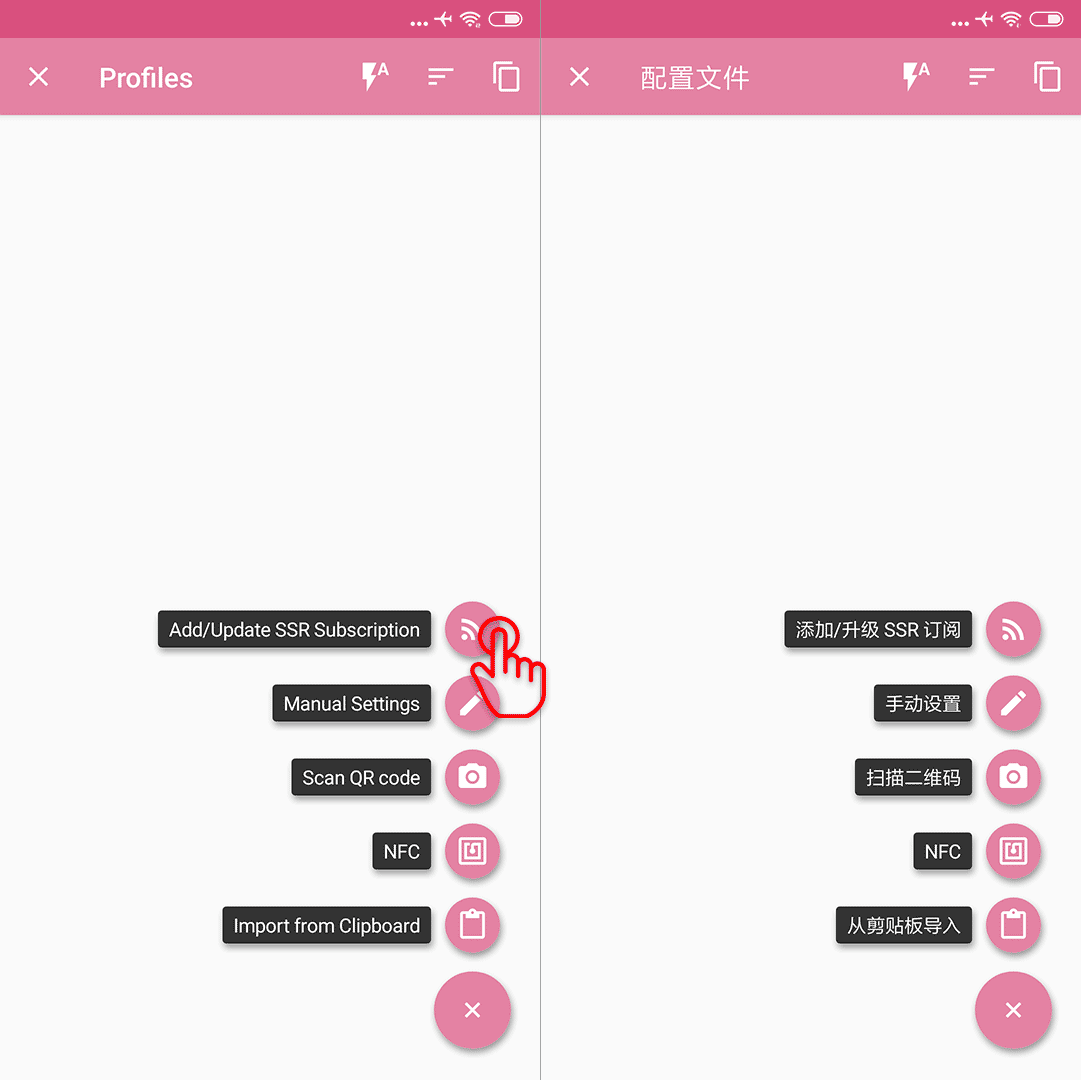 Profiles
Add/Update SSR Subscription
Manual Settings
Scan QR code
NFC
Import from Clipboard
配置文件
添加/升级 SSR 订阅
手动设置
扫描二维码
NFC
从剪贴板导入